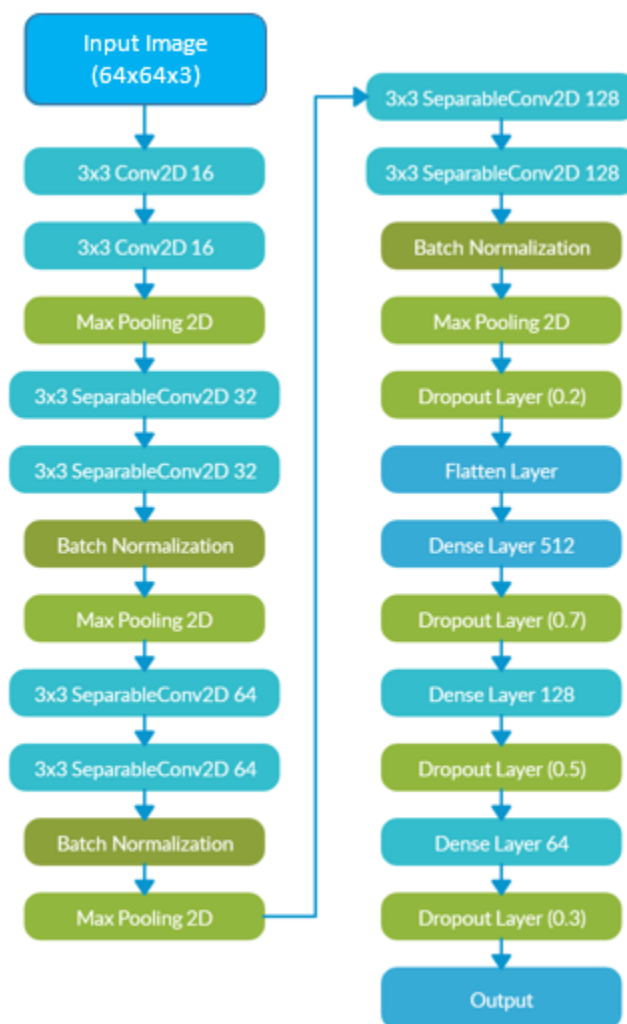 Input Image
(64x64x3)
3x3 Conv2D 16
3x3 Conv2D 16
Max Pooling 2D
3x3 SeparableConv2D 32
3x3 SeparableConv2D 32
Batch Normalization
Max Pooling 2D
3x3 SeparableConv2D 64
3x3 SeparableConv2D 64
Batch Normalization
Max Pooling 2D
3x3 SeparableConv2D 128
3x3 SeparableConv2D 128
Batch Normalization
Max Pooling 2D
Dropout Layer (0.2)
Flatten Layer
Dense Layer 512
Dropout Layer (0.7)
Dense Layer 128
Dropout Layer (0.5)
Dense Layer 64
Dropout Layer (0.3)
Output